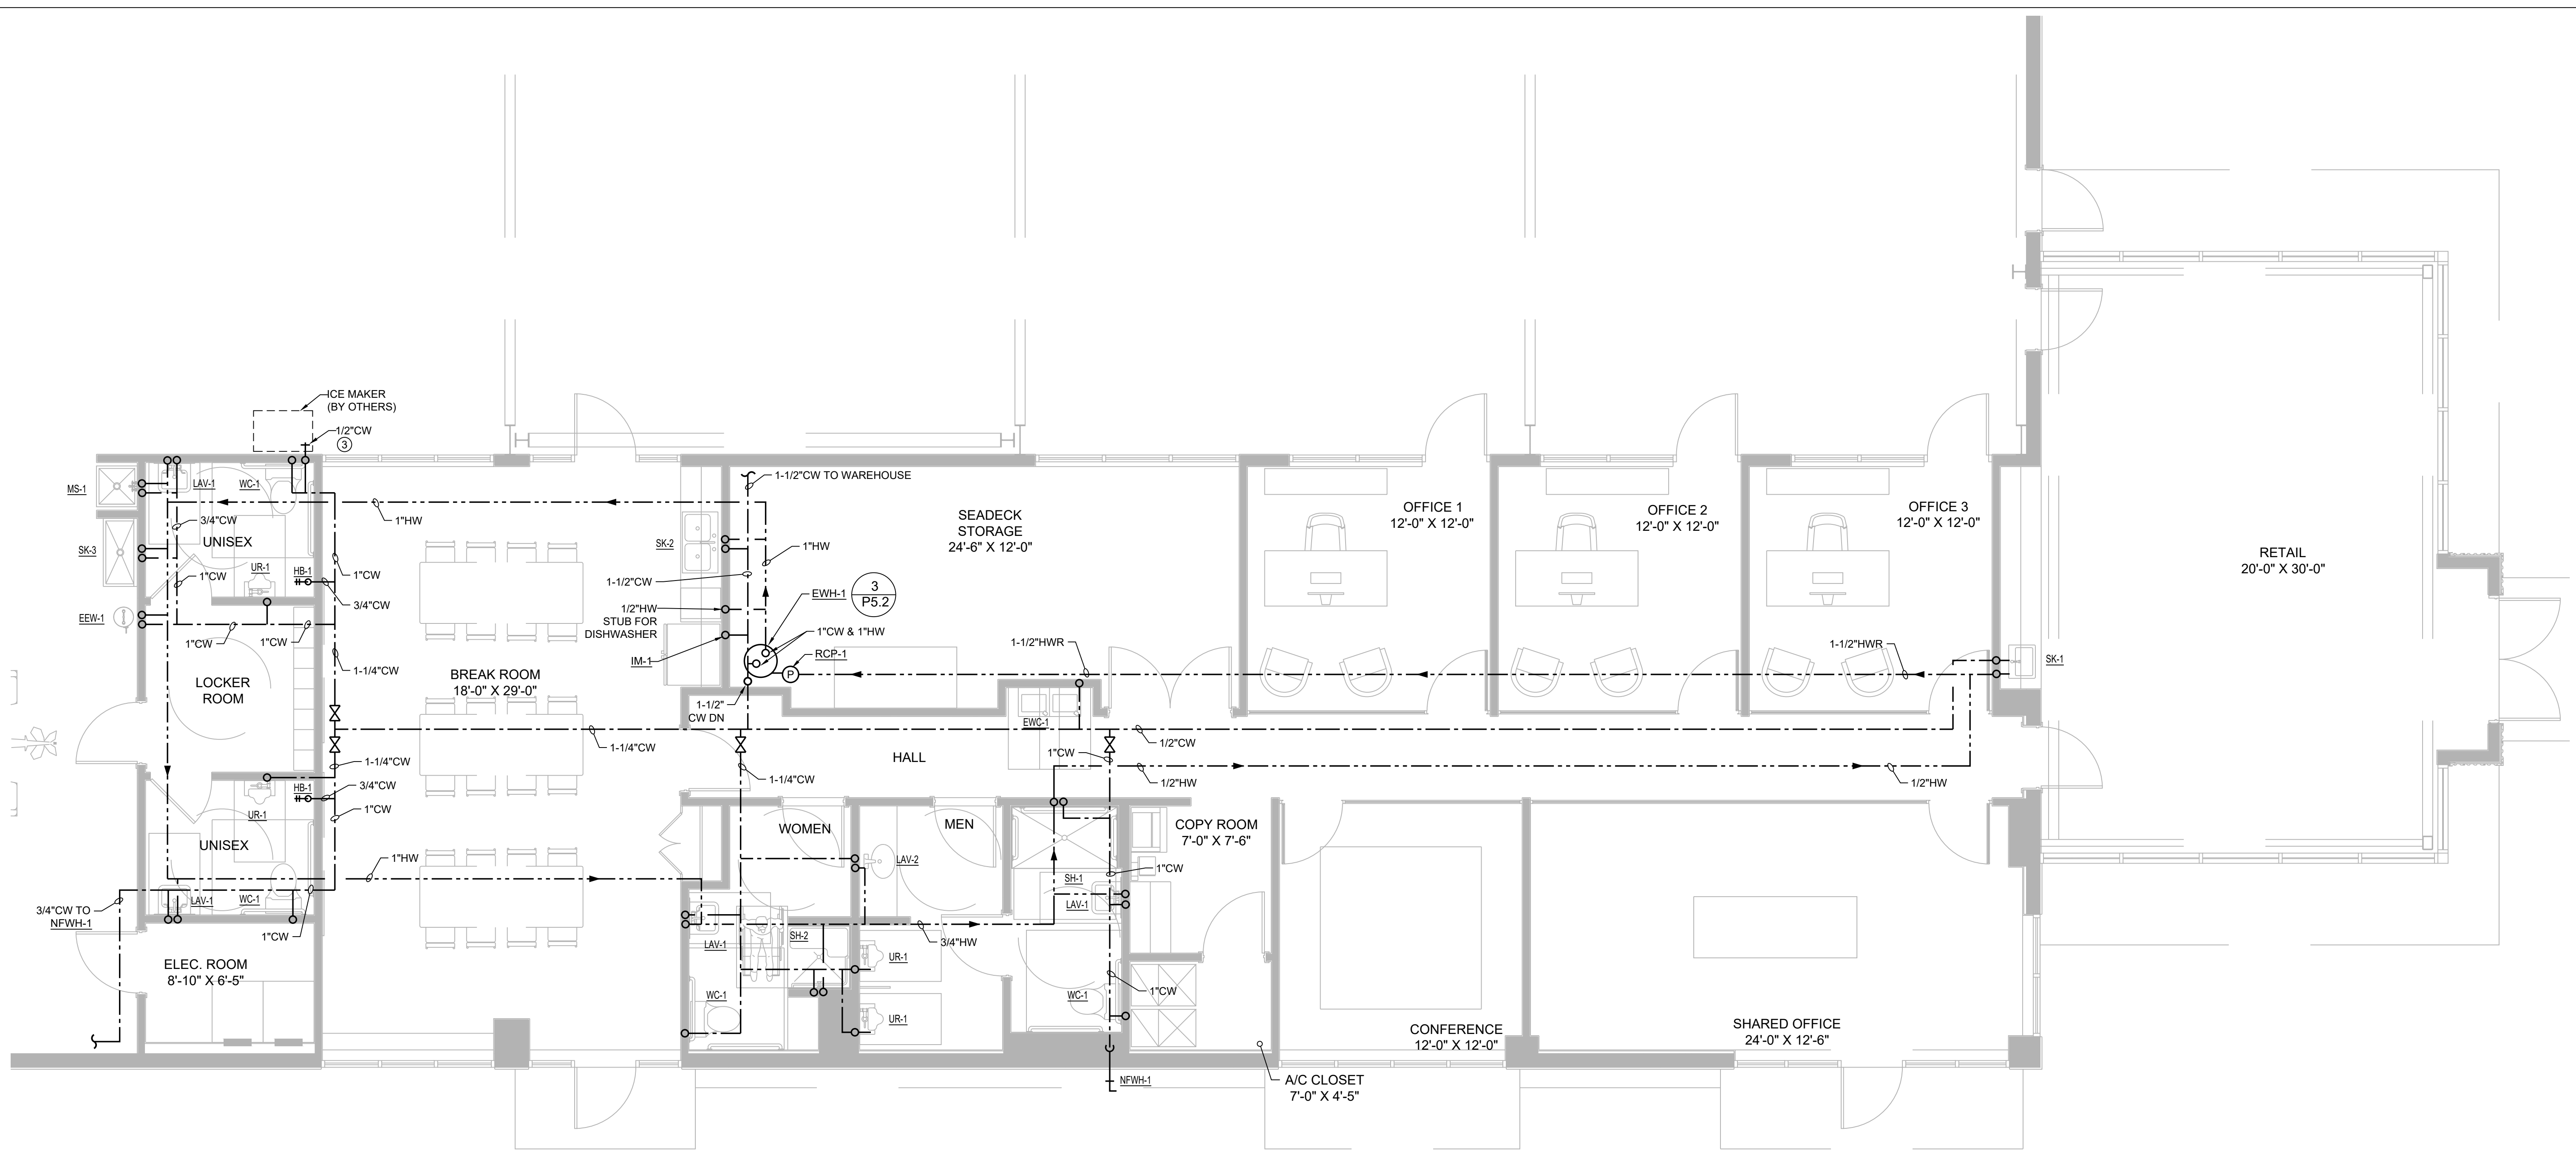 ICE MAKER
(BY OTHERS)
1/2"CW
3
MS-1
LAV-1
WC-1
3/4"CW
UNISEX
SK-3
UR-1
HB-1
1"CW
1"CW
3/4"CW
EEW-1
1"CW
1"CW
1"HW
LOCKER
ROOM
1-1/4"CW
BREAK ROOM
18'-0" X 29'-0"
1-1/4"CW
1-1/4"CW
HB-1
3/4"CW
UR-1
1"CW
UNISEX
1"HW
LAV-1
WC-1
3/4"CW TO
NFWH-1
1"CW
ELEC. ROOM
8'-10" X 6'-5"
1-1/2"CW TO WAREHOUSE
SEADECK
STORAGE
24'-6" X 12'-0"
SK-2
1"HW
1-1/2"CW
EWH-1
3
P5.2
1/2"HW
STUB FOR
DISHWASHER
1"CW & 1"HW
IM-1
RCP-1
P
1-1/2"
CW DN
1-1/2"HWR
1-1/2"HWR
EWC-1
1/2"CW
1"CW
HALL
1-1/4"CW
1/2"HW
1/2"HW
OFFICE 1
12'-0" X 12'-0"
OFFICE 2
12'-0" X 12'-0"
OFFICE 3
12'-0" X 12'-0"
SK-1
RETAIL
20'-0" X 30'-0"
WOMEN
MEN
LAV-2
COPY ROOM
7'-0" X 7'-6"
1"CW
SH-1
LAV-1
LAV-1
SH-2
3/4"HW
UR-1
WC-1
UR-1
WC-1
1"CW
NFWH-1
CONFERENCE
12'-0" X 12'-0"
SHARED OFFICE
24'-0" X 12'-6"
A/C CLOSET
7'-0" X 4'-5"